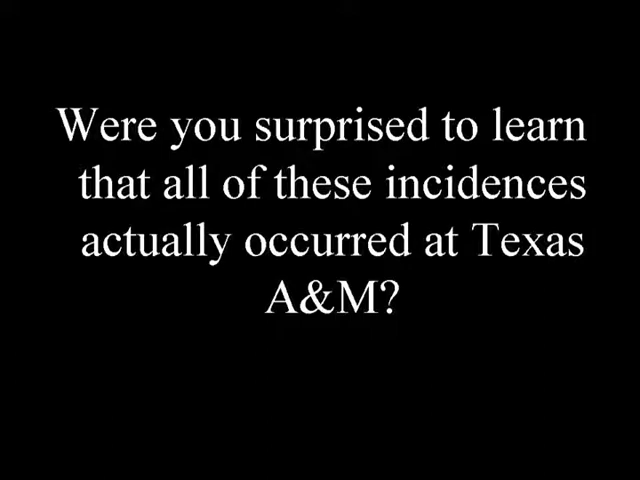 Were you surprised to learn
that all of these incidences
actually occurred at Texas
A&M?